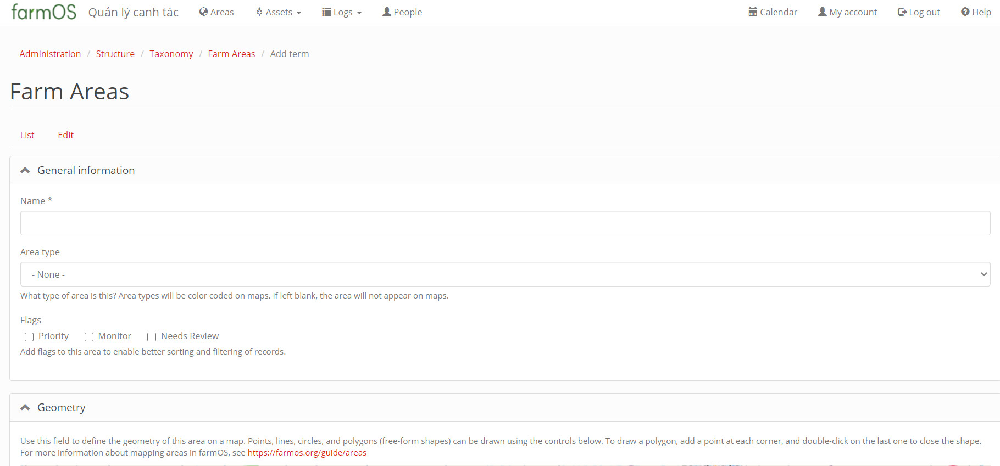 farmOS Quản lý canh tác Areas Assets Logs People Calendar My account Log out Help
Administration / Structure / Taxonomy / Farm Areas / Add term
Farm Areas
List Edit
General information
Name *
Area type
- None -
What type of area is this? Area types will be color coded on maps. If left blank, the area will not appear on maps.
Flags
Priority Monitor Needs Review
Add flags to this area to enable better sorting and filtering of records.
Geometry
Use this field to define the geometry of this area on a map. Points, lines, circles, and polygons (free-form shapes) can be drawn using the controls below. To draw a polygon, add a point at each corner, and double-click on the last one to close the shape.
For more information about mapping areas in farmOS, see https://farmos.org/guide/areas